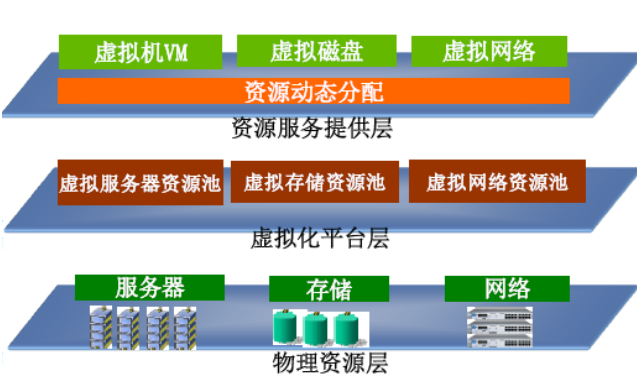 虚拟机VM 虚拟磁盘 虚拟网络
资源动态分配
资源服务提供层
虚拟服务器资源池 虚拟存储资源池 虚拟网络资源池
虚拟化平台层
服务器 存储 网络
物理资源层